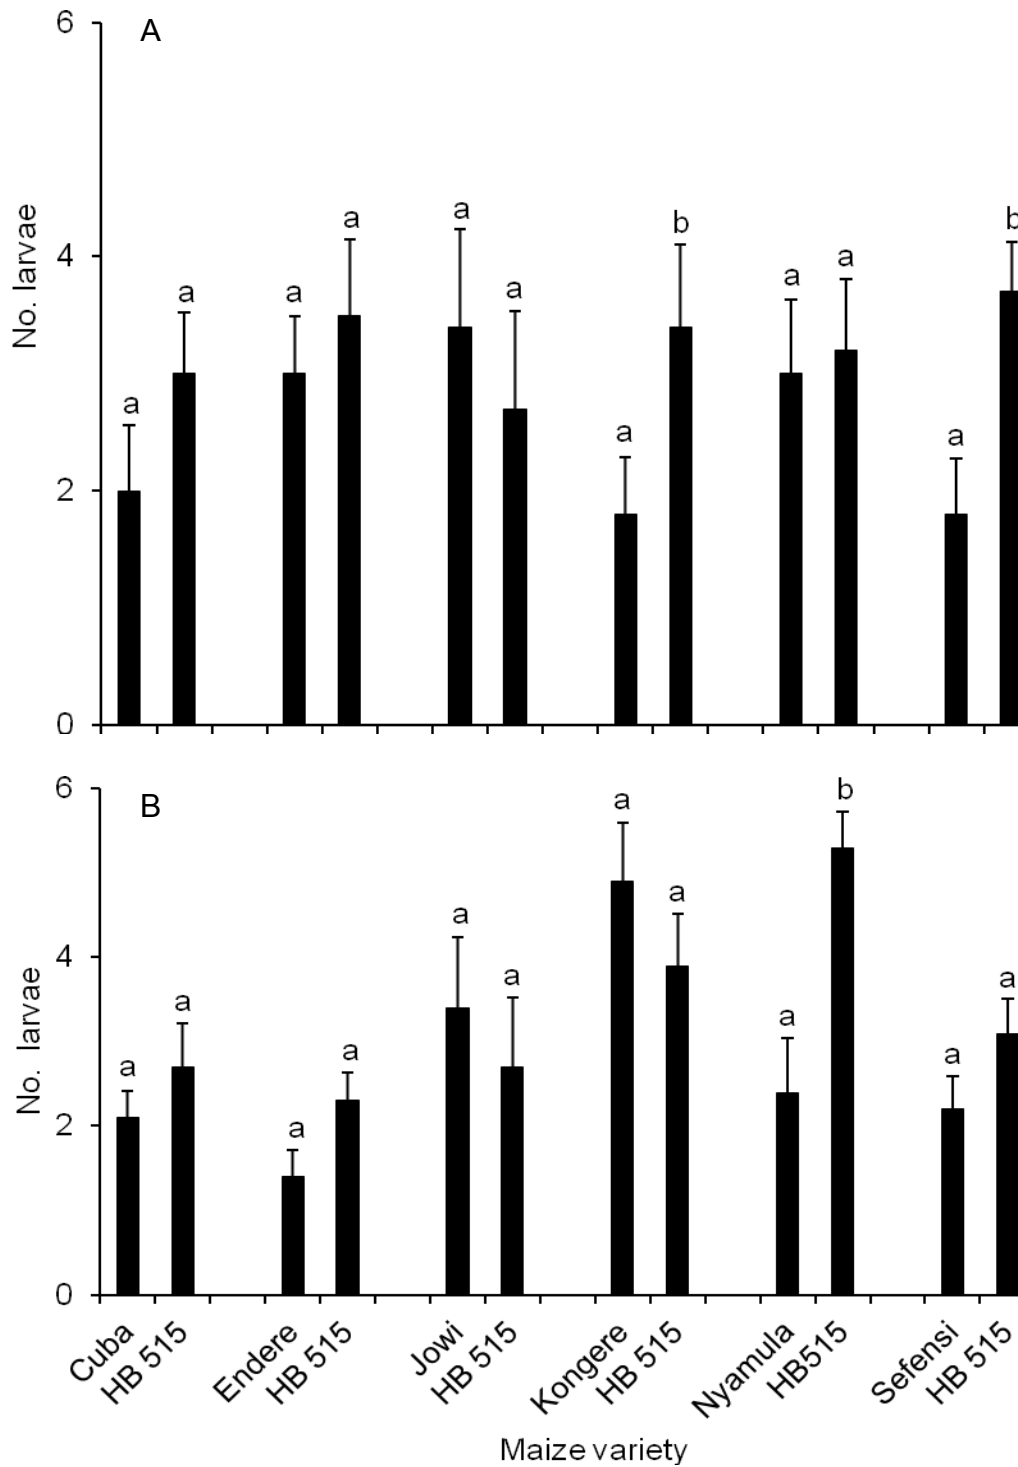 6
A
a
a
a
a
a
a
a
b
a
a
a
b
No. larvae
4
2
0
6
B
a
a
a
a
a
a
a
a
a
b
a
a
No. larvae
4
2
0
Cuba
HB 515
Endere
HB 515
Jowi
HB 515
Kongere
HB 515
Nyamula
HB515
Sefensi
HB 515
Maize variety